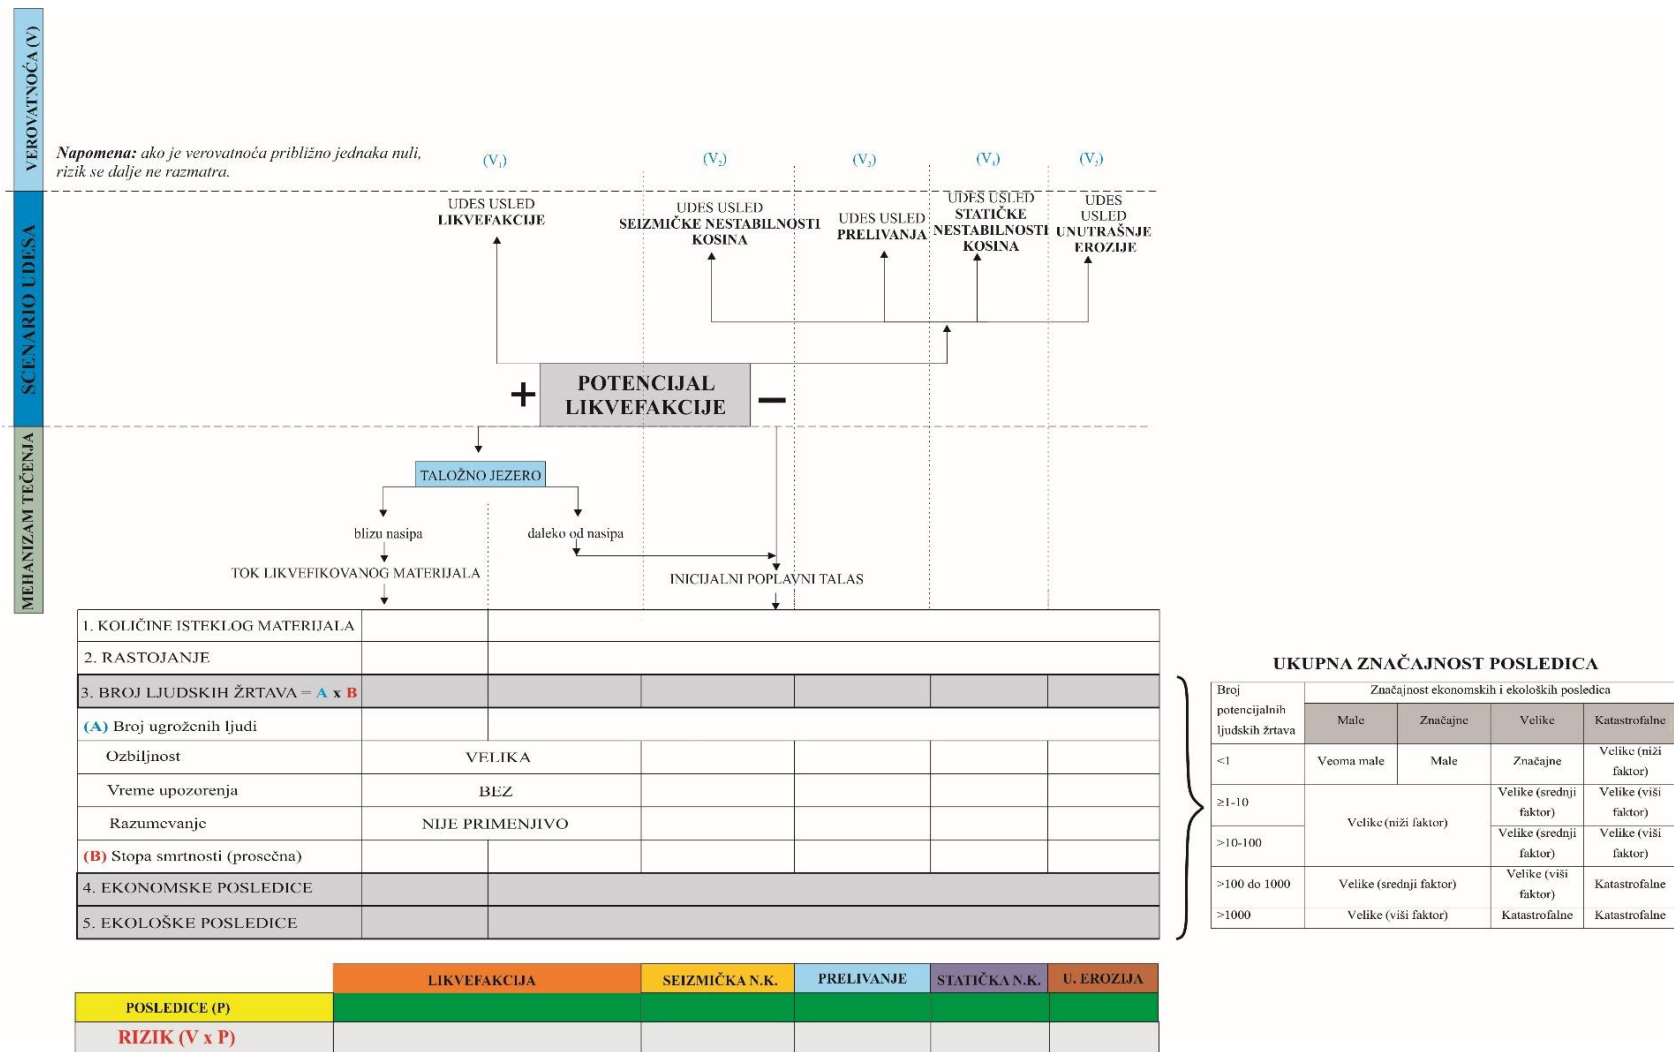 VEROVATNOĆA (V)
Napomena: ako je verovatnoća približno jednaka nuli,
rizik se dalje ne razmatra.
(V₁)
(V₂)
(V₃)
(V₄)
(V₅)
SCENARIO UDESA
UDES USLED
LIKVEFAKCIJE
UDES USLED
SEIZMIČKE NESTABILNOSTI
KOSINA
UDES USLED
PRELIVANJA
UDES USLED
STATIČKE
NESTABILNOSTI
KOSINA
UDES
USLED
UNUTRAŠNJE
EROZIJE
+
POTENCIJAL
LIKVEFAKCIJE
–
MEHANIZAM TEČENJA
TALOŽNO JEZERO
blizu nasipa
daleko od nasipa
TOK LIKVEFIKOVANOG MATERIJALA
INICIJALNI POPLAVNI TALAS
1. KOLIČINE ISTEKLOG MATERIJALA
2. RASTOJANJE
3. BROJ LJUDSKIH ŽRTAVA = A x B
(A) Broj ugroženih ljudi
Ozbiljnost VELIKA
Vreme upozorenja BEZ
Razumevanje NIJE PRIMENJIVO
(B) Stopa smrtnosti (prosečna)
4. EKONOMSKE POSLEDICE
5. EKOLOŠKE POSLEDICE
UKUPNA ZNAČAJNOST POSLEDICA
Broj
potencijalnih
ljudskih žrtava
Značajnost ekonomskih i ekoloških posledica
Male Značajne Velike Katastrofalne
<1 Veoma male Male Značajne Velike (niži
faktor)
≥1-10 Velike (niži faktor) Velike (srednji
faktor) Velike (viši
faktor)
>10-100 Velike (srednji
faktor) Velike (viši
faktor)
>100 do 1000 Velike (srednji faktor) Velike (viši
faktor) Katastrofalne
>1000 Velike (viši faktor) Katastrofalne Katastrofalne
LIKVEFAKCIJA SEIZMIČKA N.K. PRELIVANJE STATIČKA N.K. U. EROZIJA
POSLEDICE (P)
RIZIK (V x P)